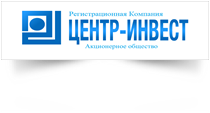 Регистрационная Компания
ЦЕНТР-ИНВЕСТ
Акционерное общество